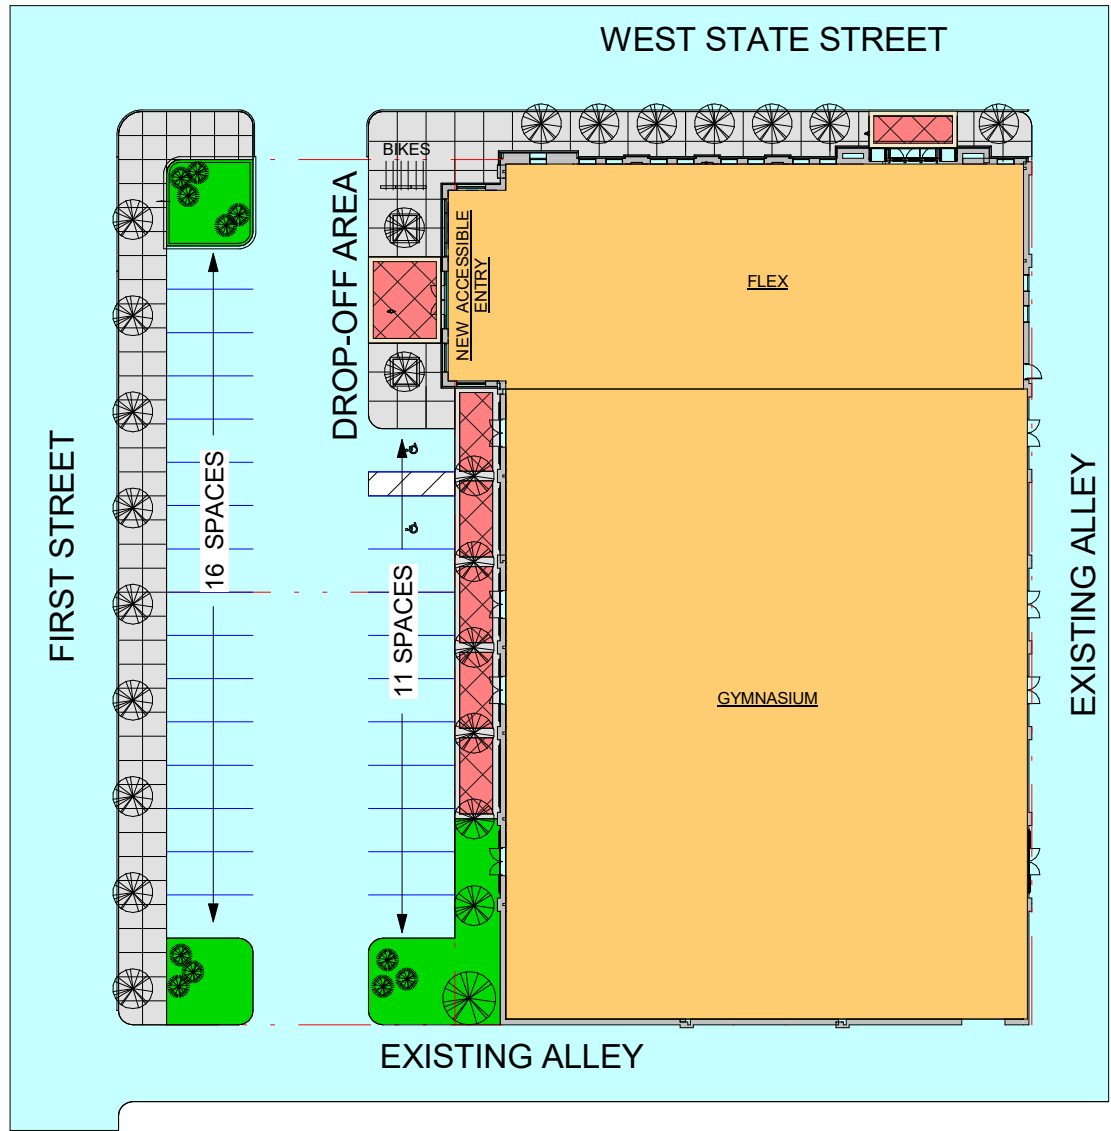 WEST STATE STREET
BIKES
DROP-OFF AREA
NEW ACCESSIBLE
ENTRY
FLEX
FIRST STREET
16 SPACES
11 SPACES
GYMNASIUM
EXISTING ALLEY
EXISTING ALLEY